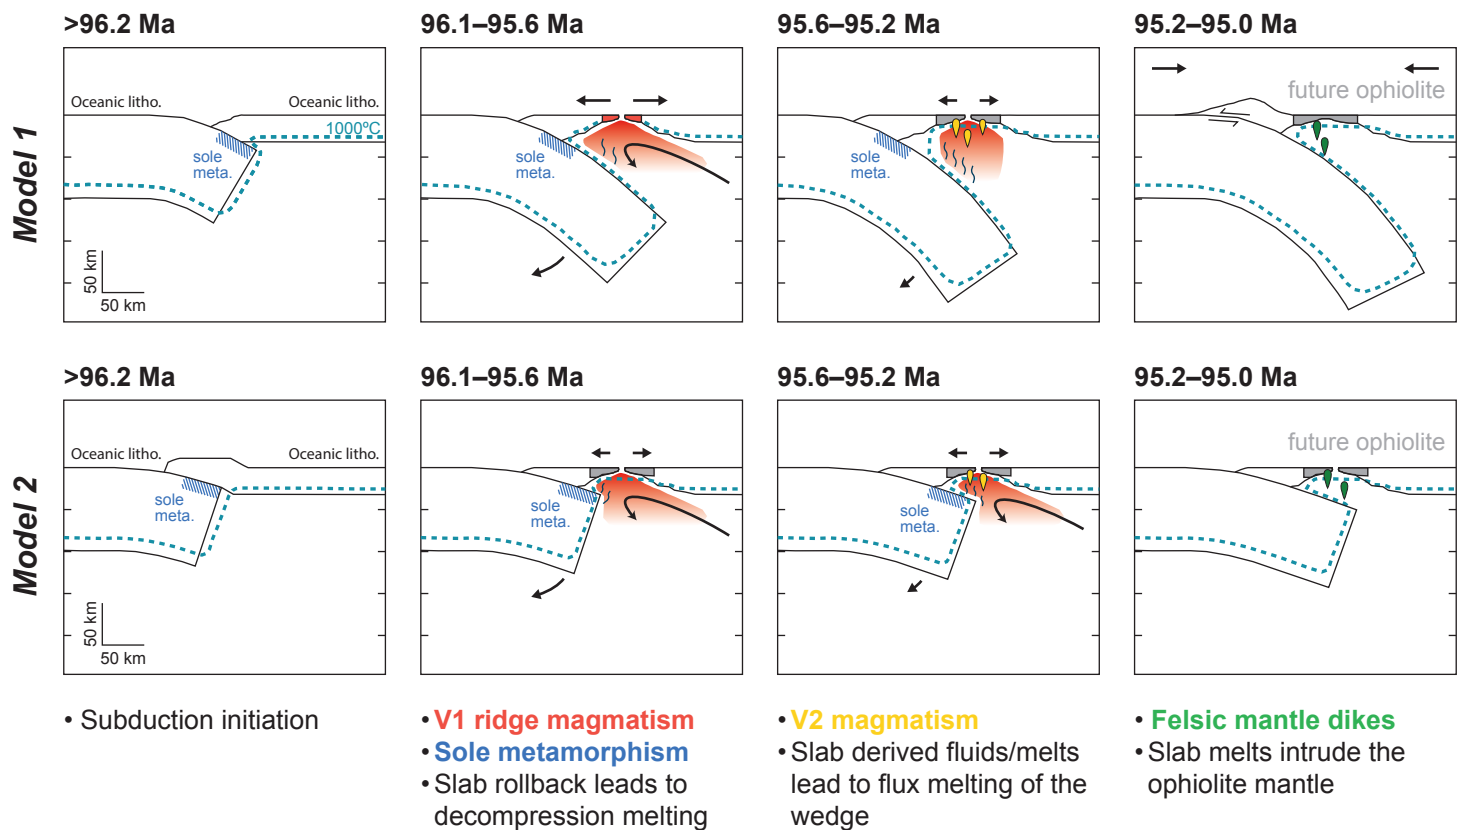 >96.2 Ma
96.1–95.6 Ma
95.6–95.2 Ma
95.2–95.0 Ma
Model 1
Oceanic litho.
Oceanic litho.
1000ºC
sole
meta.
50 km
50 km
sole
meta.
sole
meta.
future ophiolite
>96.2 Ma
96.1–95.6 Ma
95.6–95.2 Ma
95.2–95.0 Ma
Model 2
Oceanic litho.
Oceanic litho.
sole
meta.
50 km
50 km
sole
meta.
sole
meta.
future ophiolite
• Subduction initiation
• V1 ridge magmatism
• Sole metamorphism
• Slab rollback leads to
decompression melting
• V2 magmatism
• Slab derived fluids/melts
lead to flux melting of the
wedge
• Felsic mantle dikes
• Slab melts intrude the
ophiolite mantle